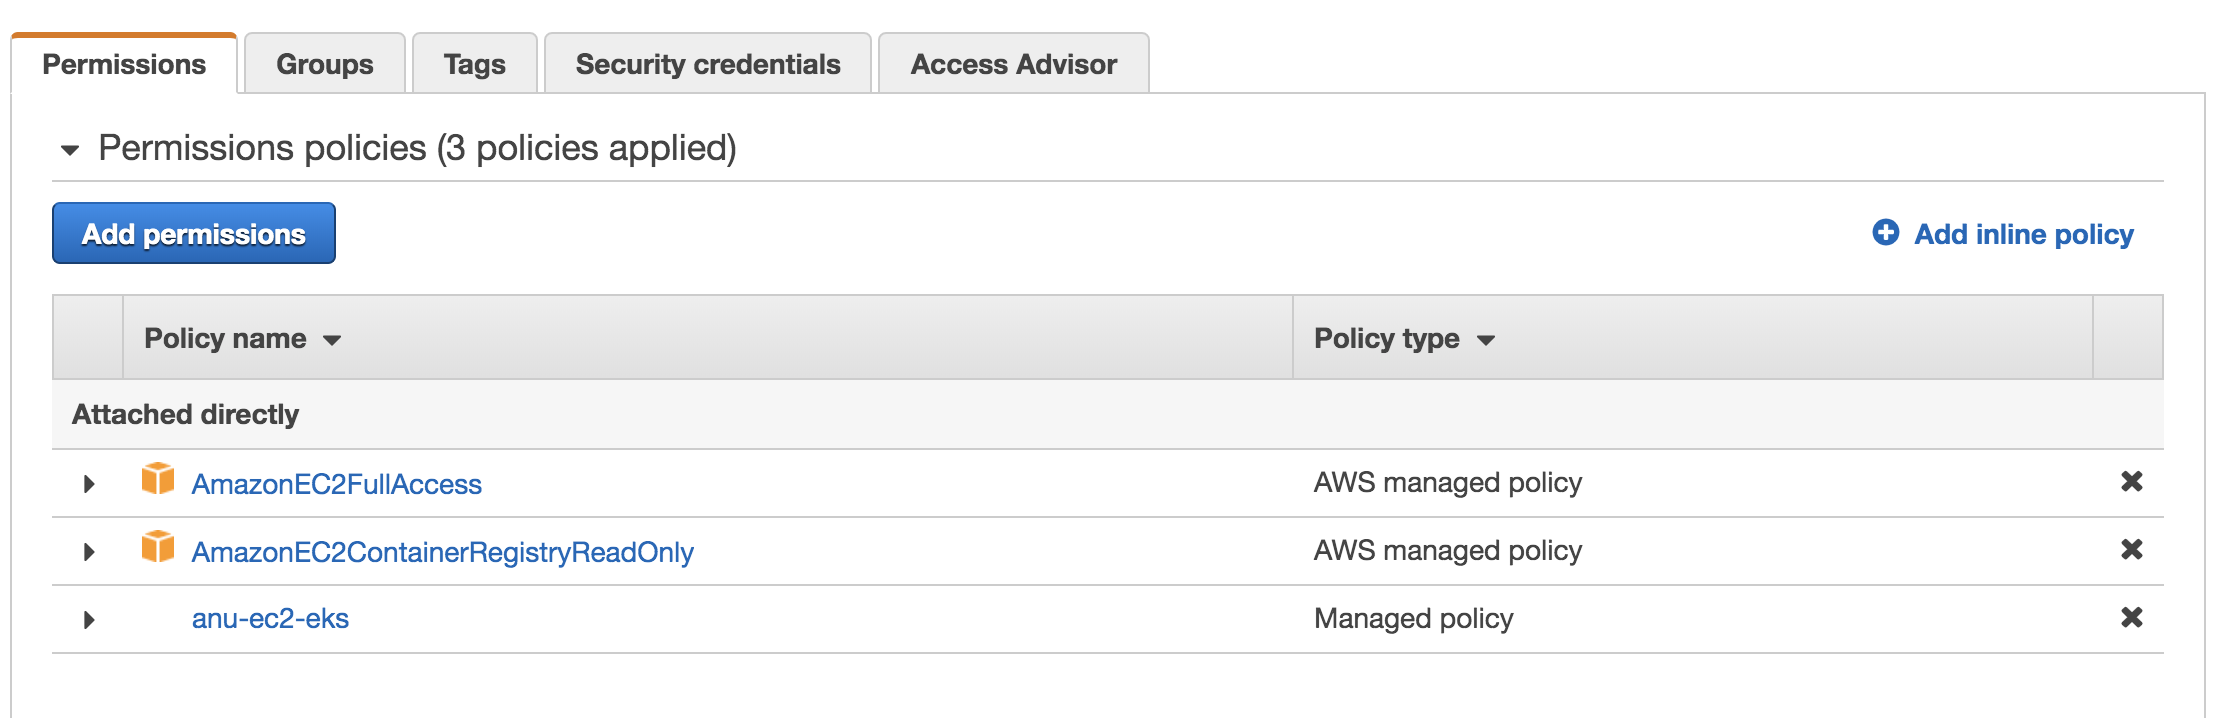 Permissions Groups Tags Security credentials Access Advisor
Permissions policies (3 policies applied)
Add permissions Add inline policy
Policy name Policy type
Attached directly
AmazonEC2FullAccess AWS managed policy
AmazonEC2ContainerRegistryReadOnly AWS managed policy
anu-ec2-eks Managed policy